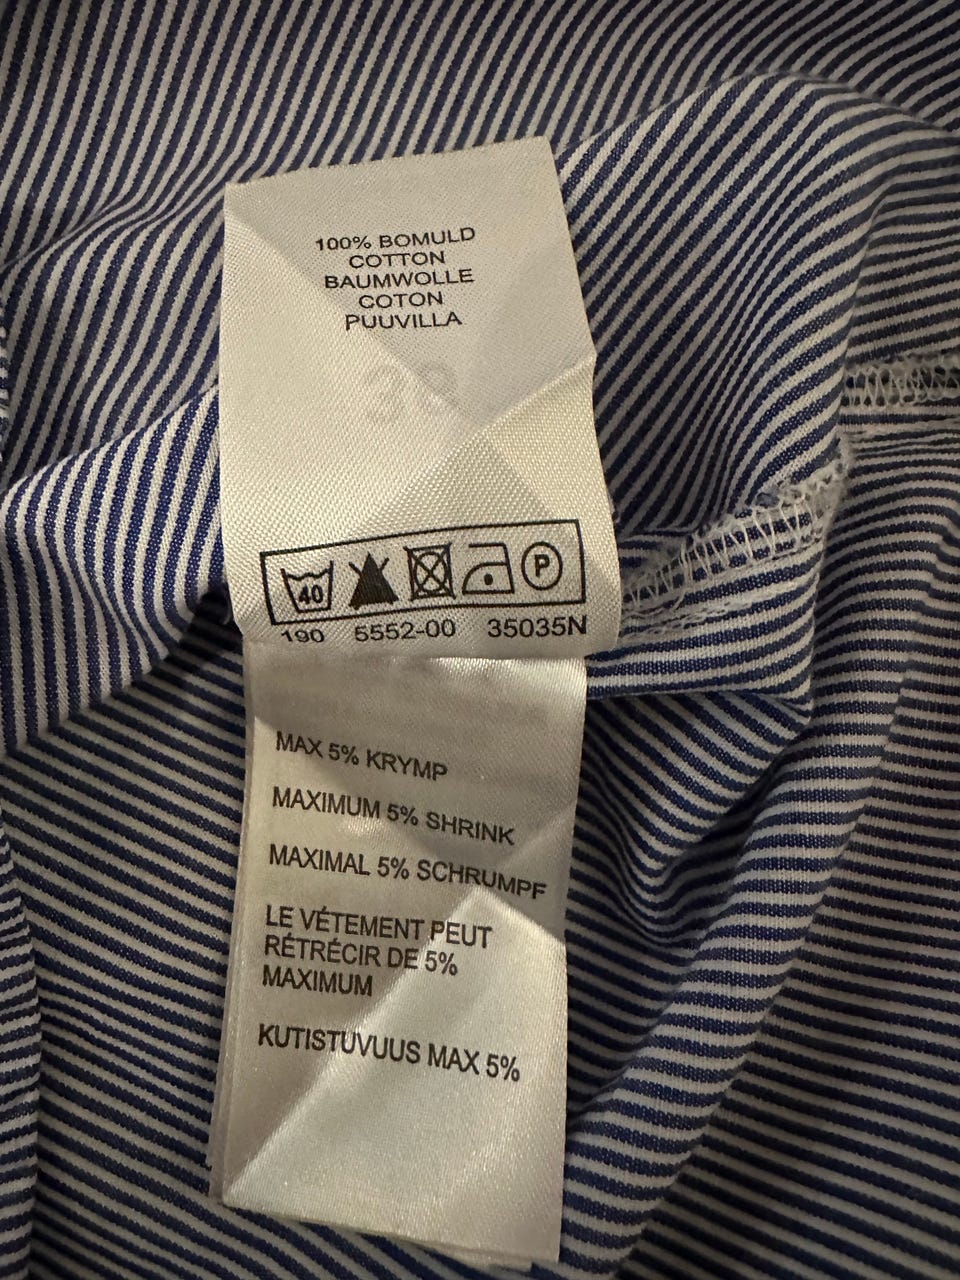 100% BOMULD
COTTON
BAUMWOLLE
COTON
PUUVILLA
40 P
190 5552-00 35035N
MAX 5% KRYMP
MAXIMUM 5% SHRINK
MAXIMAL 5% SCHRUMPF
LE VÉTEMENT PEUT
RÉTRÉCIR DE 5%
MAXIMUM
KUTISTUVUUS MAX 5%